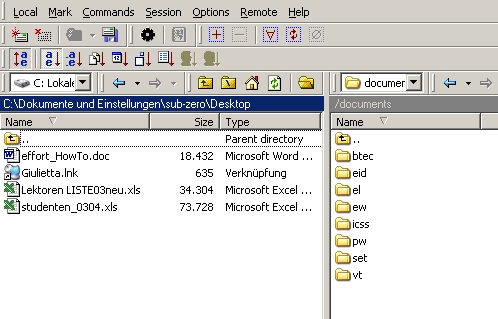 Local Mark Commands Session Options Remote Help
C: Lokale
documer
C:\Dokumente und Einstellungen\sub-zero\Desktop
/documents
Name Size Type
Name
.. Parent directory
effort_HowTo.doc 18.432 Microsoft Word ...
Giulietta.lnk 635 Verknüpfung
Lektoren LISTE03neu.xls 34.304 Microsoft Excel ...
studenten_0304.xls 73.728 Microsoft Excel ...
..
btec
eid
el
ew
icss
pw
set
vt